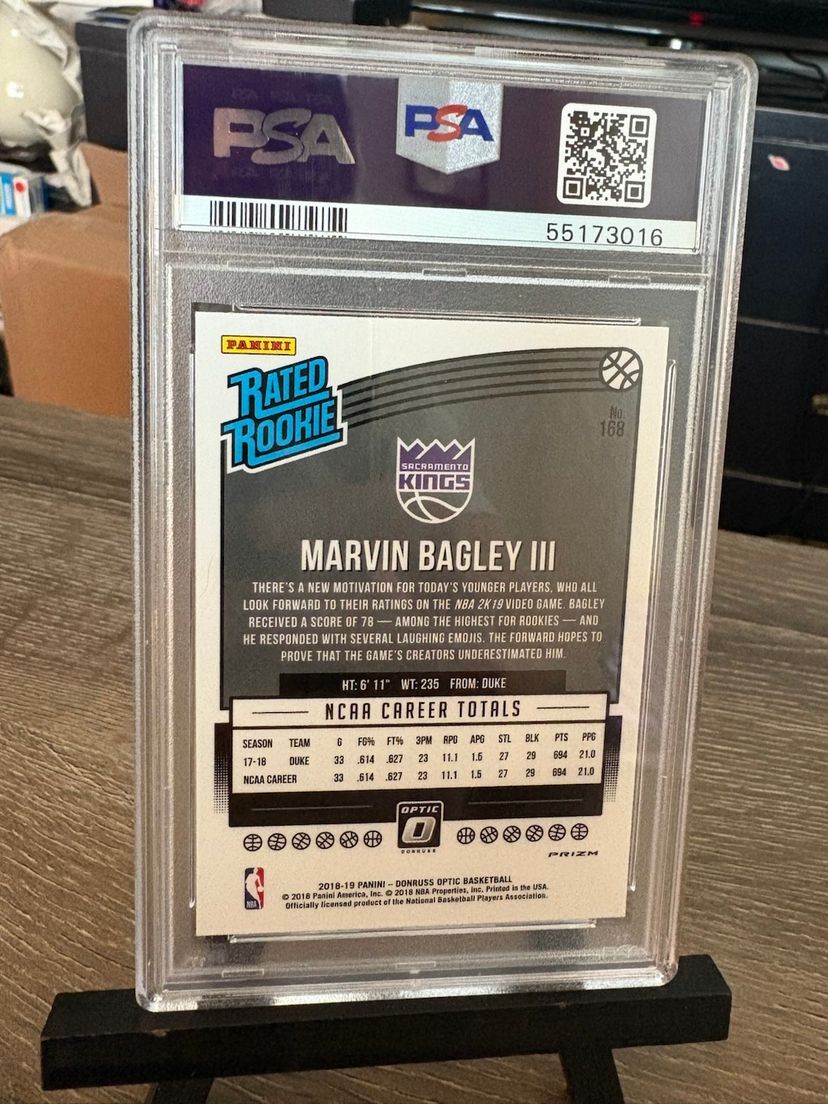 PSA
PSA
55173016
PANINI
RATED
ROOKIE
No.
168
SACRAMENTO
KINGS
MARVIN BAGLEY III
THERE'S A NEW MOTIVATION FOR TODAY'S YOUNGER PLAYERS, WHO ALL
LOOK FORWARD TO THEIR RATINGS ON THE NBA 2K19 VIDEO GAME. BAGLEY
RECEIVED A SCORE OF 78 — AMONG THE HIGHEST FOR ROOKIES — AND
HE RESPONDED WITH SEVERAL LAUGHING EMOJIS. THE FORWARD HOPES TO
PROVE THAT THE GAME'S CREATORS UNDERESTIMATED HIM.
HT: 6' 11" WT: 235 FROM: DUKE
NCAA CAREER TOTALS
SEASON TEAM G FG% FT% 3PM RPG APG STL BLK PTS PPG
17-18 DUKE 33 .614 .627 23 11.1 1.5 27 29 694 21.0
NCAA CAREER 33 .614 .627 23 11.1 1.5 27 29 694 21.0
OPTIC
DONRUSS
PRIZM
NBA
2018-19 PANINI – DONRUSS OPTIC BASKETBALL
© 2018 Panini America, Inc. © 2018 NBA Properties, Inc. Printed in the USA.
Officially licensed product of the National Basketball Players Association.